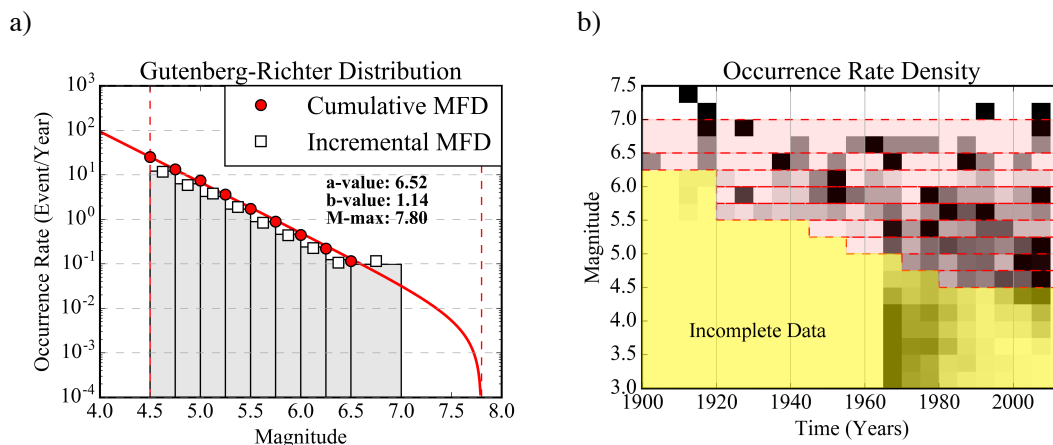 a)
Gutenberg-Richter Distribution
Cumulative MFD
Incremental MFD
a-value: 6.52
b-value: 1.14
M-max: 7.80
Occurrence Rate (Event/Year)
10^3
10^2
10^1
10^0
10^-1
10^-2
10^-3
10^-4
4.0 4.5 5.0 5.5 6.0 6.5 7.0 7.5 8.0
Magnitude
b)
Occurrence Rate Density
Magnitude
7.5
7.0
6.5
6.0
5.5
5.0
4.5
4.0
3.5
3.0
Incomplete Data
1900 1920 1940 1960 1980 2000
Time (Years)